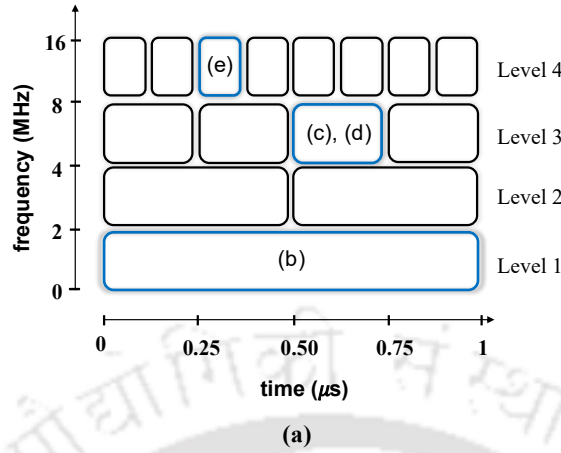 16
(e)
Level 4
8
(c), (d)
Level 3
4
Level 2
2
(b)
Level 1
0
frequency (MHz)
0
0.25
0.50
0.75
1
time (μs)
(a)